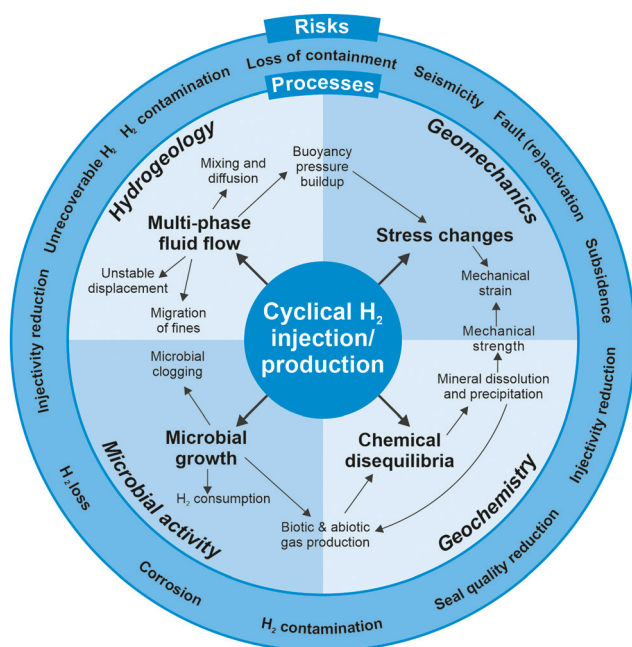 Risks
Loss of containment
Seismicity
Fault (re)activation
Subsidence
Injectivity reduction
Seal quality reduction
H₂ contamination
Corrosion
H₂ loss
Injectivity reduction
Unrecoverable H₂
H₂ contamination
Processes
Hydrogeology
Mixing and
diffusion
Buoyancy
pressure
buildup
Multi-phase
fluid flow
Unstable
displacement
Migration
of fines
Geomechanics
Stress changes
Mechanical
strain
Mechanical
strength
Cyclical H₂
injection/
production
Microbial
clogging
Microbial
growth
H₂ consumption
Microbial activity
Biotic & abiotic
gas production
Mineral dissolution
and precipitation
Chemical
disequilibria
Geochemistry